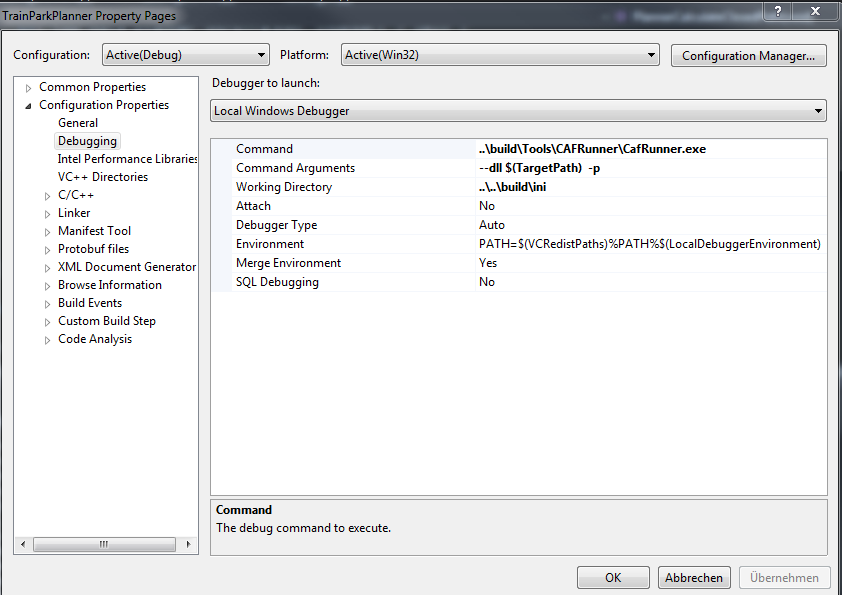 TrainParkPlanner Property Pages
Configuration: Active(Debug) Platform: Active(Win32) Configuration Manager...
Common Properties
Configuration Properties
General
Debugging
Intel Performance Libraries
VC++ Directories
C/C++
Linker
Manifest Tool
Protobuf files
XML Document Generator
Browse Information
Build Events
Custom Build Step
Code Analysis
Debugger to launch:
Local Windows Debugger
Command ..\build\Tools\CAFRunner\CafRunner.exe
Command Arguments --dll $(TargetPath) -p
Working Directory ..\..\build\ini
Attach No
Debugger Type Auto
Environment PATH=$(VCRedistPaths)%PATH%$(LocalDebuggerEnvironment)
Merge Environment Yes
SQL Debugging No
Command
The debug command to execute.
OK Abbrechen Übernehmen